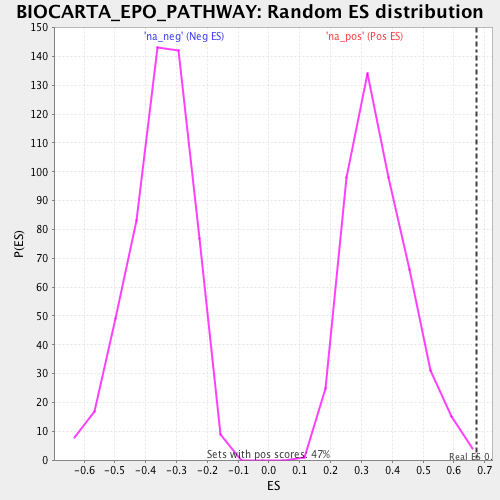 BIOCARTA_EPO_PATHWAY: Random ES distribution
'na_neg' (Neg ES)
'na_pos' (Pos ES)
150
140
130
120
110
100
90
80
70
60
50
40
30
20
10
0
P(ES)
Sets with pos scores: 47%
Real ES 0.
-0.6 -0.5 -0.4 -0.3 -0.2 -0.1 0.0 0.1 0.2 0.3 0.4 0.5 0.6 0.7
ES